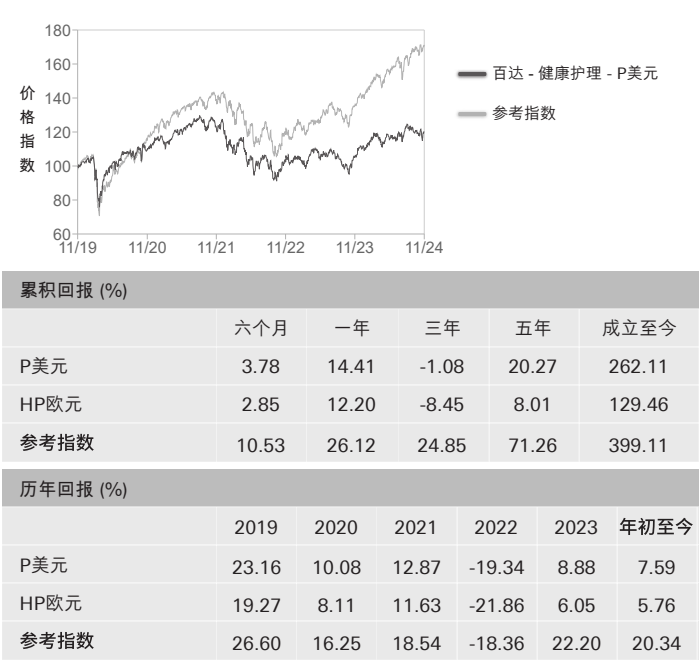 180
160
140
120
100
80
60
价格指数
11/19 11/20 11/21 11/22 11/23 11/24
百达 - 健康护理 - P美元
参考指数
累积回报 (%)
六个月 一年 三年 五年 成立至今
P美元 3.78 14.41 -1.08 20.27 262.11
HP欧元 2.85 12.20 -8.45 8.01 129.46
参考指数 10.53 26.12 24.85 71.26 399.11
历年回报 (%)
2019 2020 2021 2022 2023 年初至今
P美元 23.16 10.08 12.87 -19.34 8.88 7.59
HP欧元 19.27 8.11 11.63 -21.86 6.05 5.76
参考指数 26.60 16.25 18.54 -18.36 22.20 20.34